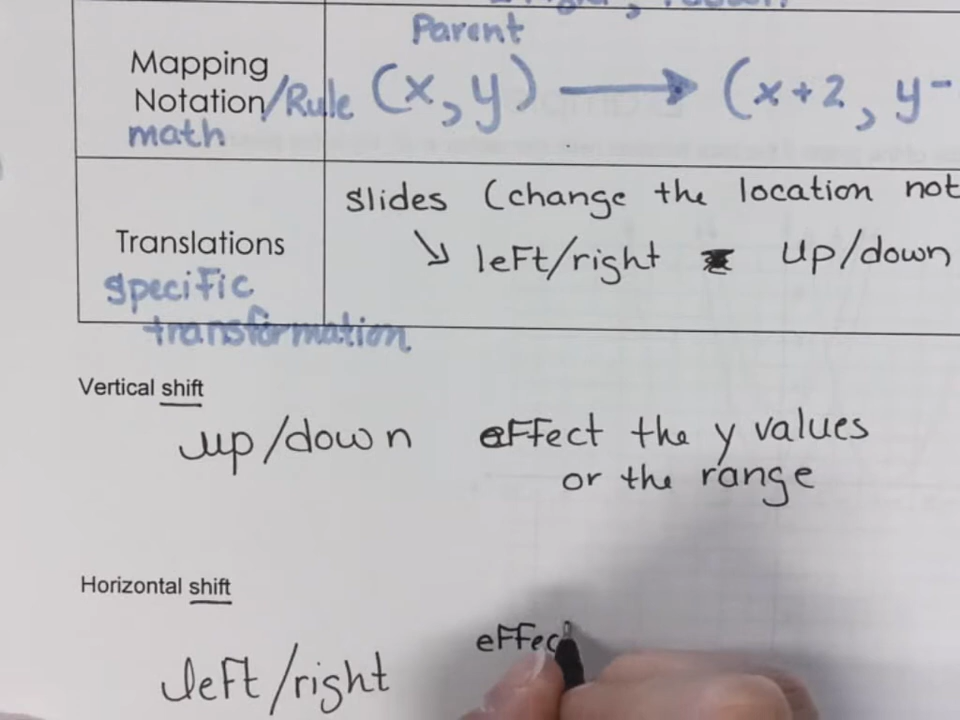 Parent
Mapping
Notation/Rule (x,y) → (x+2, y-
math
slides (change the location not
Translations
↘ left/right up/down
specific
transformation
Vertical shift
up/down effect the y values
or the range
Horizontal shift
effec
left/right